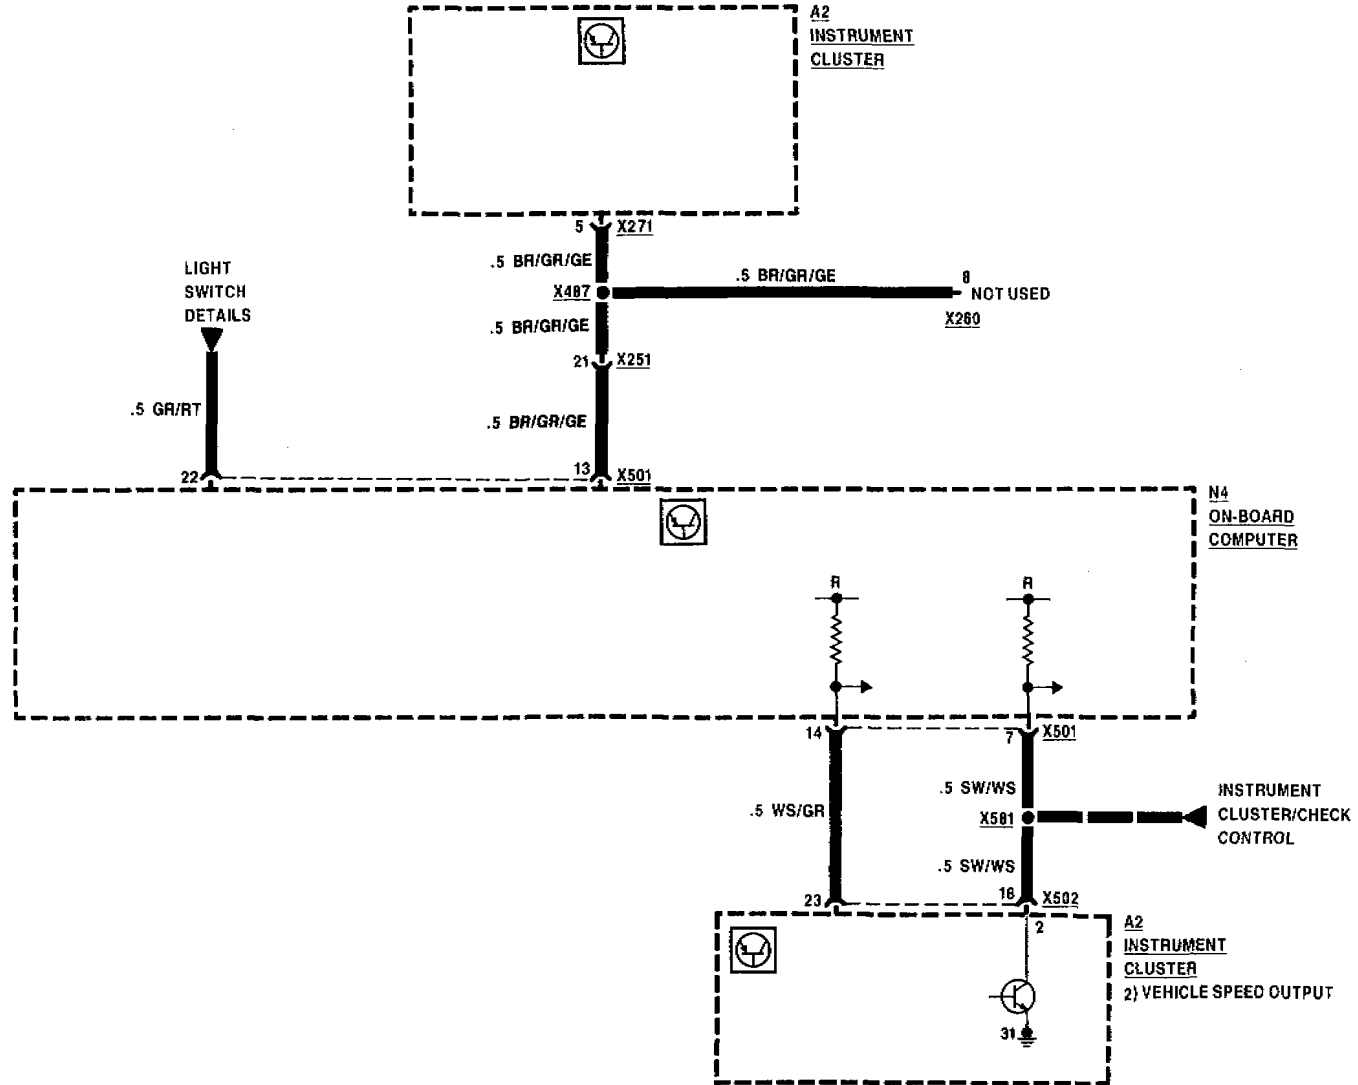 A2
INSTRUMENT
CLUSTER
5 X271
.5 BR/GR/GE
.5 BR/GR/GE
8
NOT USED
X487
X260
LIGHT
SWITCH
DETAILS
.5 BR/GR/GE
21 X251
.5 GR/RT
.5 BR/GR/GE
22
13 X501
N4
ON-BOARD
COMPUTER
R
R
14
7 X501
.5 SW/WS
.5 WS/GR
X581
INSTRUMENT
CLUSTER/CHECK
CONTROL
.5 SW/WS
23
18 X502
2
A2
INSTRUMENT
CLUSTER
2) VEHICLE SPEED OUTPUT
31